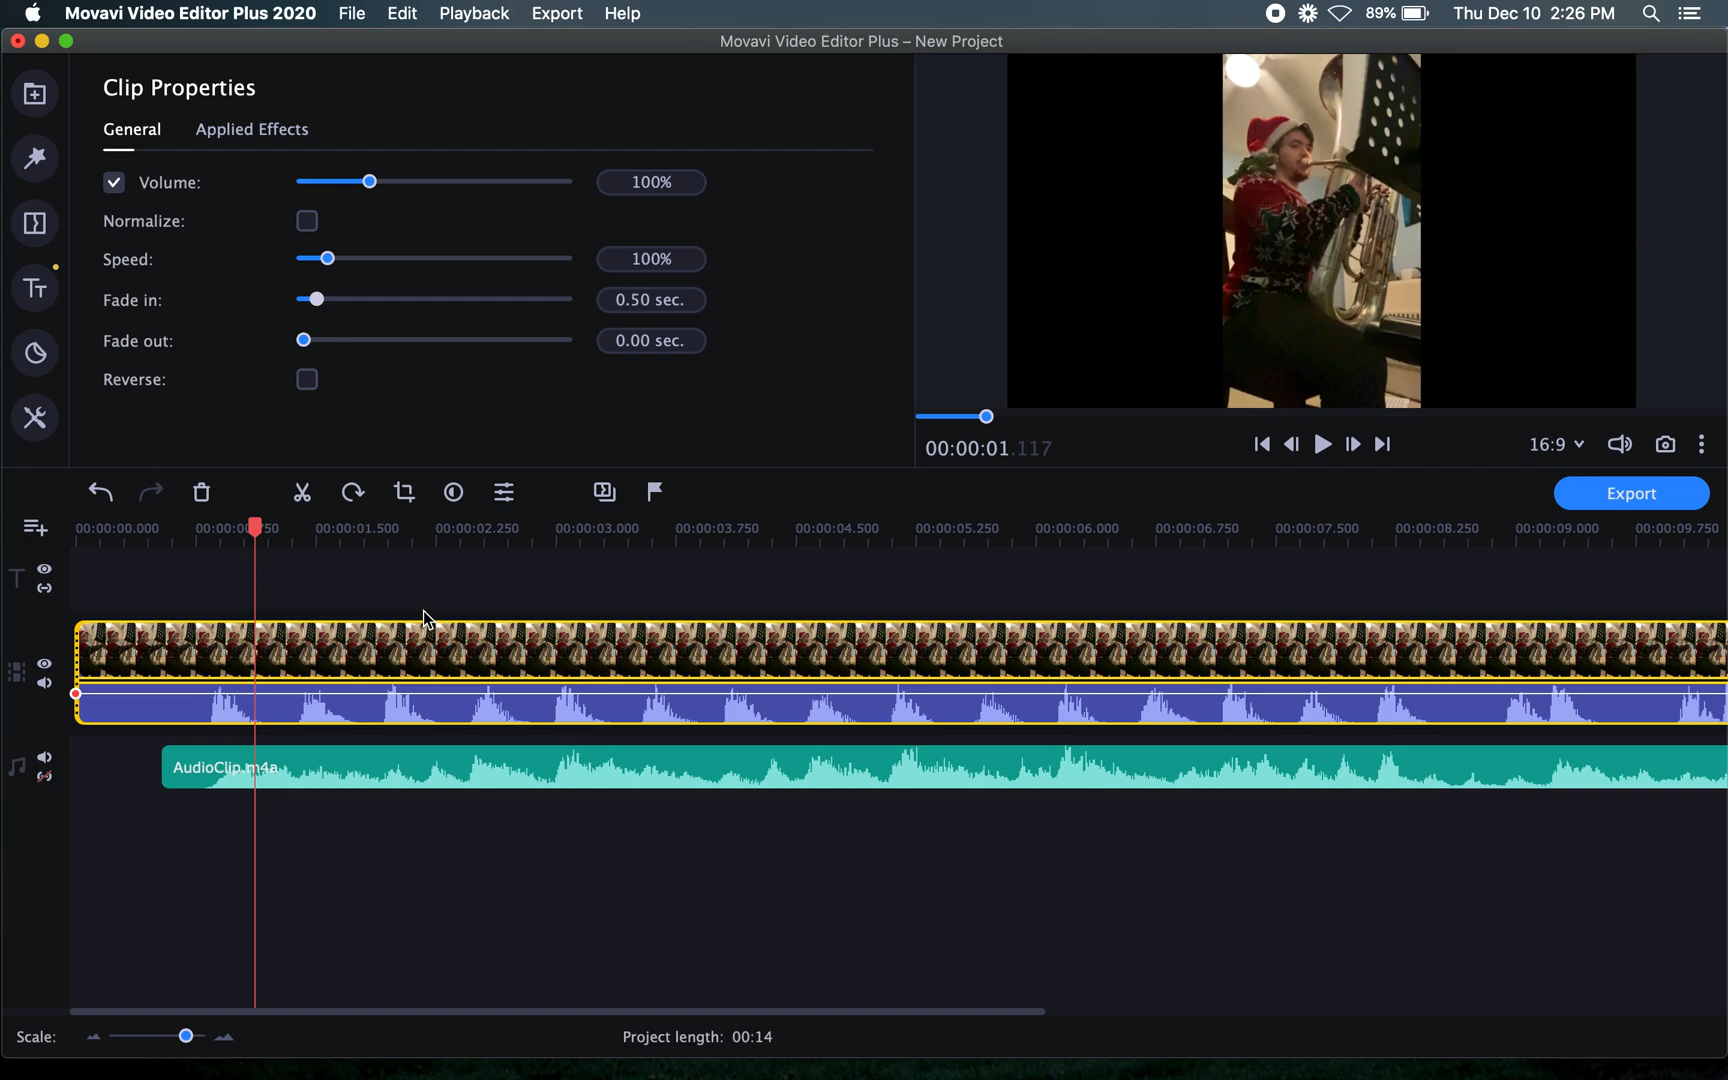 Movavi Video Editor Plus 2020 File Edit Playback Export Help 89% Thu Dec 10 2:26 PM
Movavi Video Editor Plus – New Project
Clip Properties
General Applied Effects
Volume: 100%
Normalize:
Speed: 100%
Fade in: 0.50 sec.
Fade out: 0.00 sec.
Reverse:
00:00:01.117 16:9
Export
00:00:00.000 00:00:0 50 00:00:01.500 00:00:02.250 00:00:03.000 00:00:03.750 00:00:04.500 00:00:05.250 00:00:06.000 00:00:06.750 00:00:07.500 00:00:08.250 00:00:09.000 00:00:09.750
AudioClip.m4a
Scale: Project length: 00:14